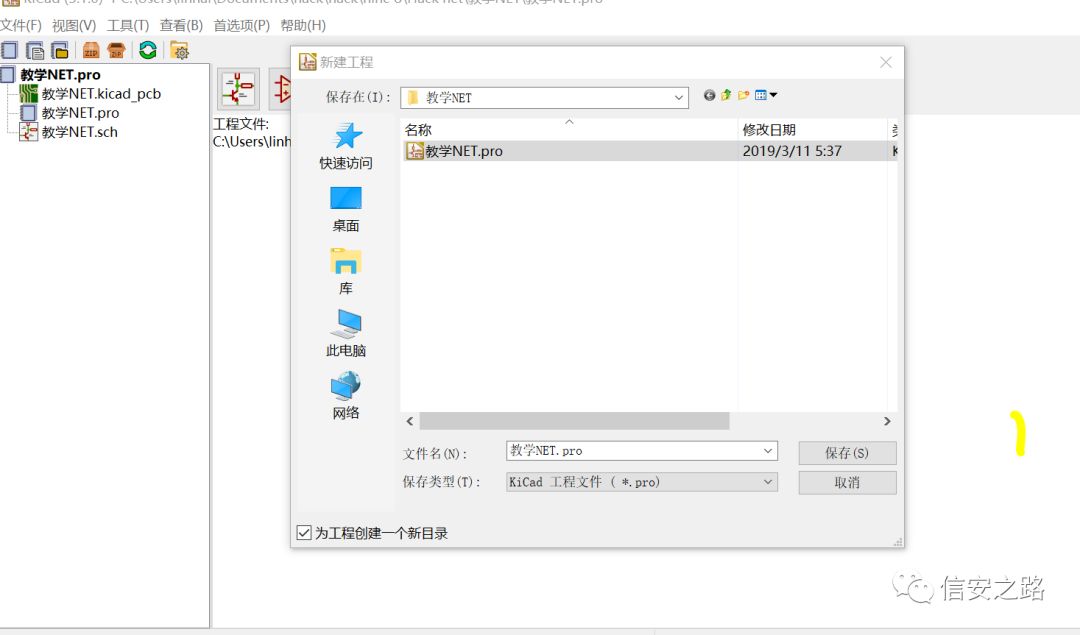 文件(F) 视图(V) 工具(T) 查看(B) 首选项(P) 帮助(H)
教学NET.pro
教学NET.kicad_pcb
教学NET.pro
教学NET.sch
工程文件:
C:\Users\linh
新建工程
保存在(I):
教学NET
名称
修改日期
教学NET.pro
2019/3/11 5:37
快速访问
桌面
库
此电脑
网络
文件名(N):
教学NET.pro
保存(S)
保存类型(T):
KiCad 工程文件 ( *.pro)
取消
为工程创建一个新目录
信安之路